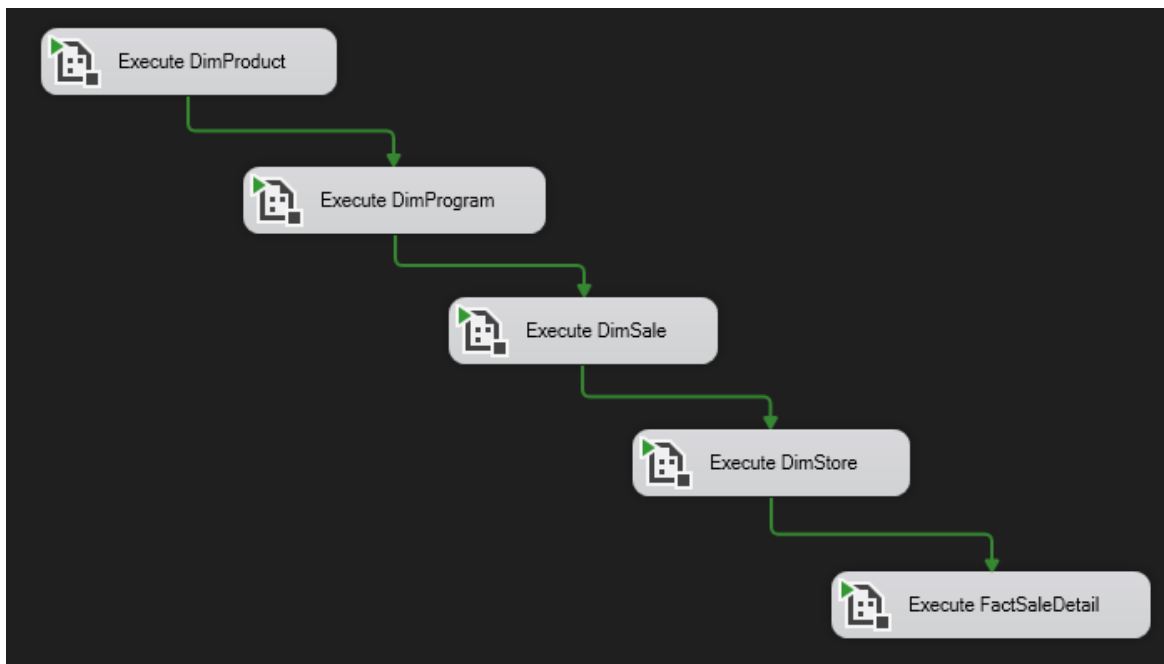 Execute DimProduct
Execute DimProgram
Execute DimSale
Execute DimStore
Execute FactSaleDetail